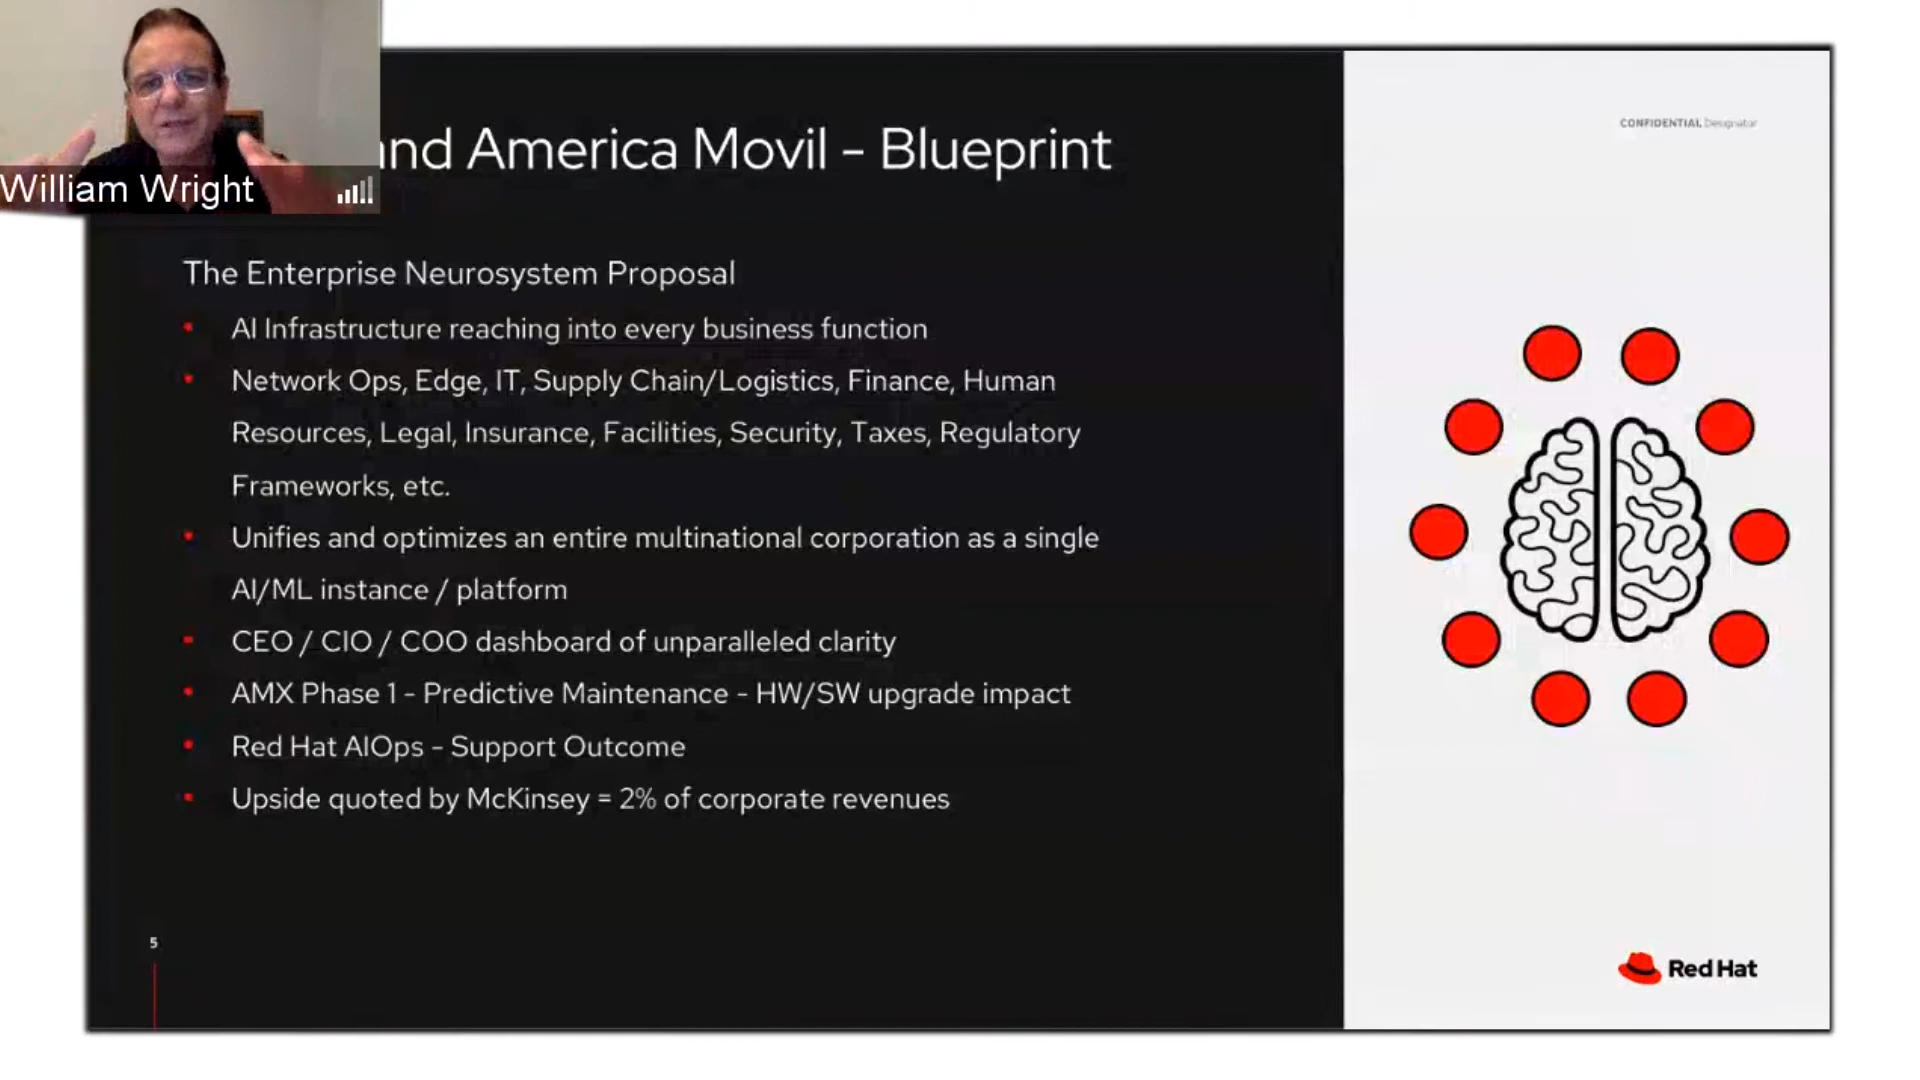 and America Movil - Blueprint
CONFIDENTIAL Designator
William Wright
The Enterprise Neurosystem Proposal
AI Infrastructure reaching into every business function
Network Ops, Edge, IT, Supply Chain/Logistics, Finance, Human
Resources, Legal, Insurance, Facilities, Security, Taxes, Regulatory
Frameworks, etc.
Unifies and optimizes an entire multinational corporation as a single
AI/ML instance / platform
CEO / CIO / COO dashboard of unparalleled clarity
AMX Phase 1 - Predictive Maintenance - HW/SW upgrade impact
Red Hat AIOps - Support Outcome
Upside quoted by McKinsey = 2% of corporate revenues
5
Red Hat